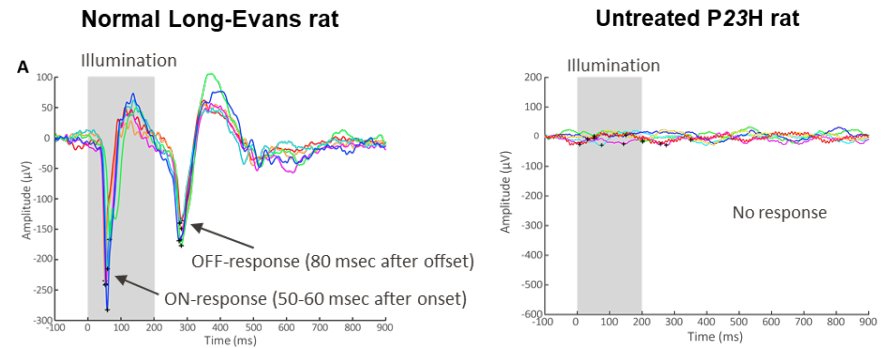 Normal Long-Evans rat
Untreated P23H rat
A
Illumination
100
50
0
-50
-100
-150
-200
-250
-300
Amplitude (µV)
OFF-response (80 msec after offset)
ON-response (50-60 msec after onset)
-100 0 100 200 300 400 500 600 700 800 900
Time (ms)
Illumination
200
100
0
-100
-200
-300
-400
-500
-600
Amplitude (µV)
No response
-100 0 100 200 300 400 500 600 700 800 900
Time (ms)